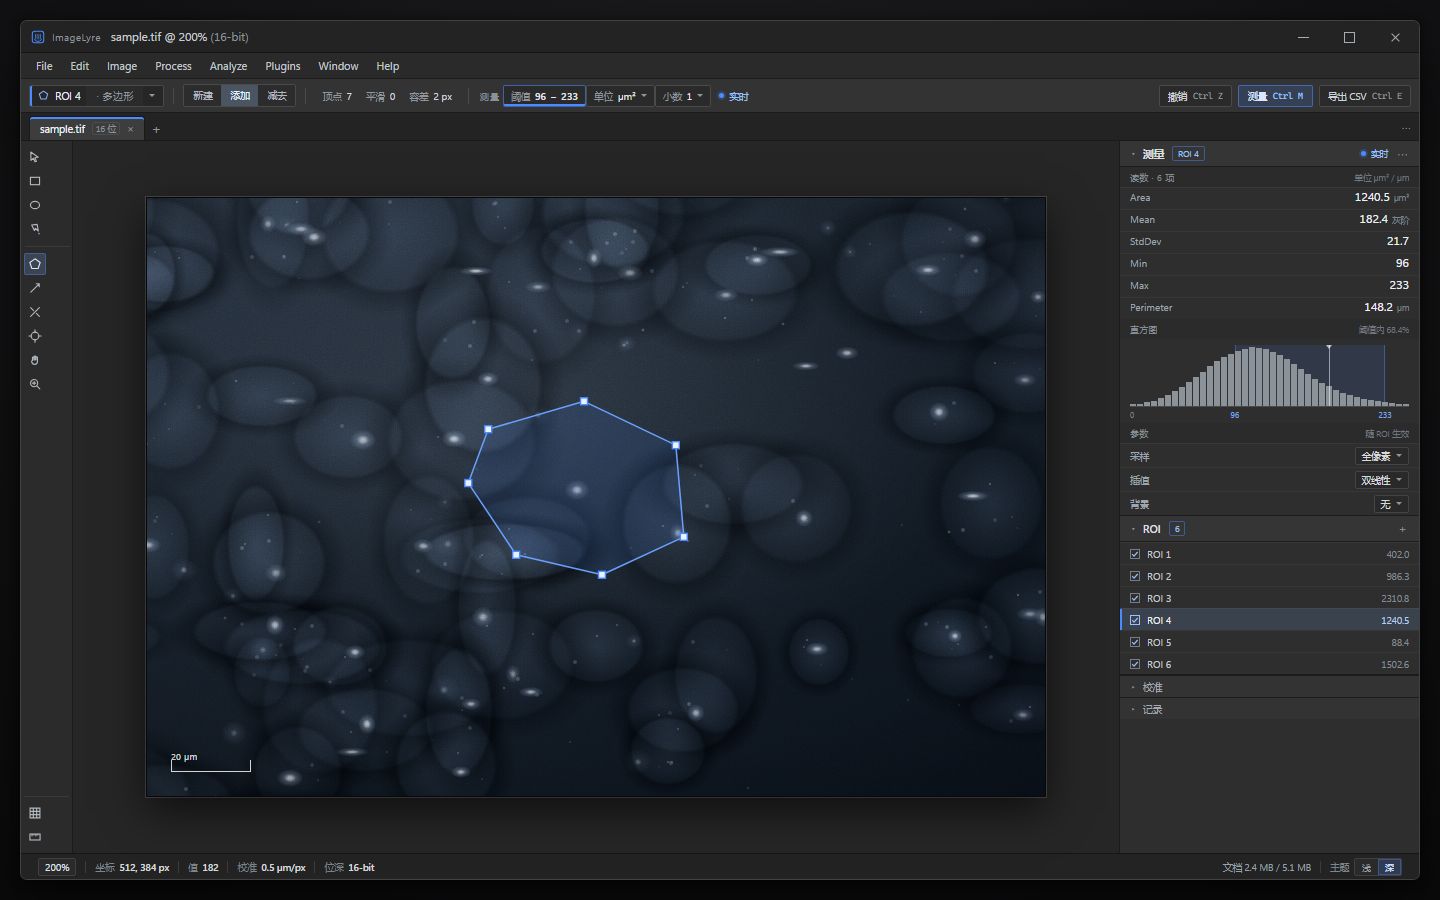 ImageLyre sample.tif @ 200% (16-bit)
File Edit Image Process Analyze Plugins Window Help
ROI 4 · 多边形 新建 添加 减去 顶点 7 平滑 0 容差 2 px 测量 阈值 96 – 233 单位 µm² 小数 1 实时 撤销 Ctrl Z 测量 Ctrl M 导出 CSV Ctrl E
sample.tif 16 位 × +
测量 ROI 4 实时
读数 · 6 项 单位 µm² / µm
Area 1240.5 µm²
Mean 182.4 灰阶
StdDev 21.7
Min 96
Max 233
Perimeter 148.2 µm
直方图 阈值内 68.4%
0 96 233
参数 随 ROI 生效
采样 全像素
插值 双线性
背景 无
ROI 6 +
ROI 1 402.0
ROI 2 986.3
ROI 3 2310.8
ROI 4 1240.5
ROI 5 88.4
ROI 6 1502.6
校准
记录
20 µm
200% 坐标 512, 384 px 值 182 校准 0.5 µm/px 位深 16-bit 文档 2.4 MB / 5.1 MB 主题 浅 深